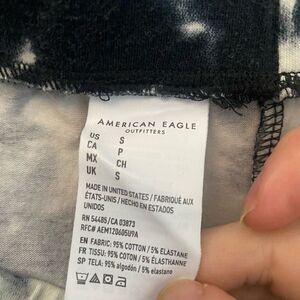 AMERICAN EAGLE
OUTFITTERS
US S
CA P
MX CH
UK S
MADE IN UNITED STATES / FABRIQUÉ AUX
ÉTATS-UNIS / HECHO EN ESTADOS
UNIDOS
RN 54485/CA 03873
RFC# AEM120605U9A
EN FABRIC: 95% COTTON / 5% ELASTANE
FR TISSU: 95% COTON / 5% ÉLASTHANNE
SP TELA: 95% algodón / 5% elastano